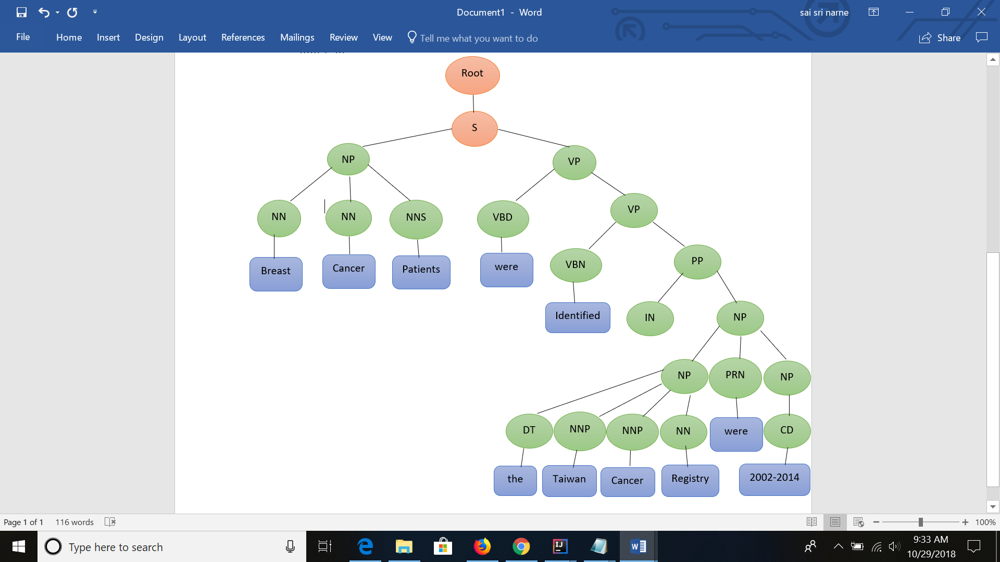 Document1 - Word
sai sri narne
File Home Insert Design Layout References Mailings Review View Tell me what you want to do Share
Root
S
NP VP
NN NN NNS VBD VP
Breast Cancer Patients were VBN PP
Identified IN NP
NP PRN NP
DT NNP NNP NN were CD
the Taiwan Cancer Registry 2002-2014
Page 1 of 1 116 words 100%
Type here to search
9:33 AM
10/29/2018